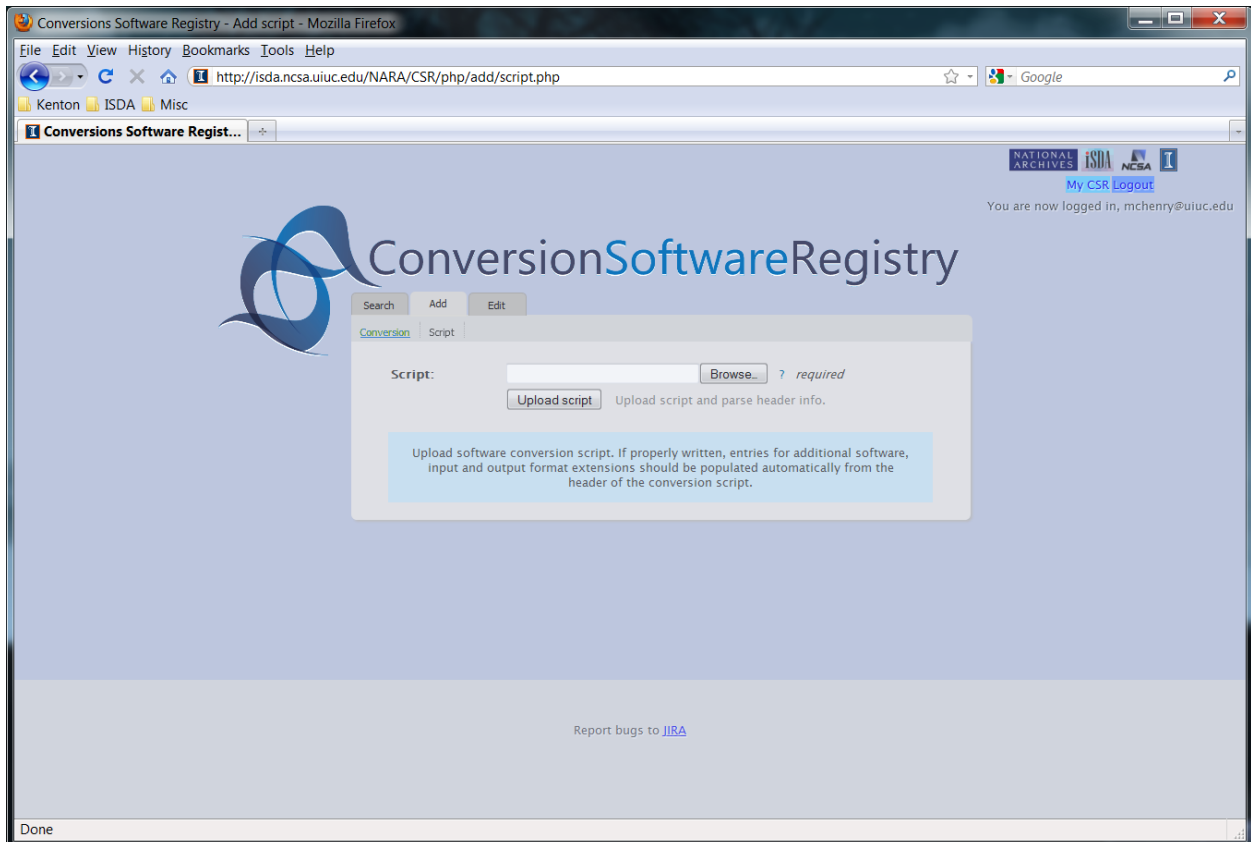 Conversions Software Registry - Add script - Mozilla Firefox
File Edit View History Bookmarks Tools Help
http://isda.ncsa.uiuc.edu/NARA/CSR/php/add/script.php
Google
Kenton ISDA Misc
Conversions Software Regist...
NATIONAL ARCHIVES iSDA NCSA I
My CSR Logout
You are now logged in, mchenry@uiuc.edu
ConversionSoftwareRegistry
Search Add Edit
Conversion Script
Script: Browse... ? required
Upload script Upload script and parse header info.
Upload software conversion script. If properly written, entries for additional software,
input and output format extensions should be populated automatically from the
header of the conversion script.
Report bugs to JIRA
Done